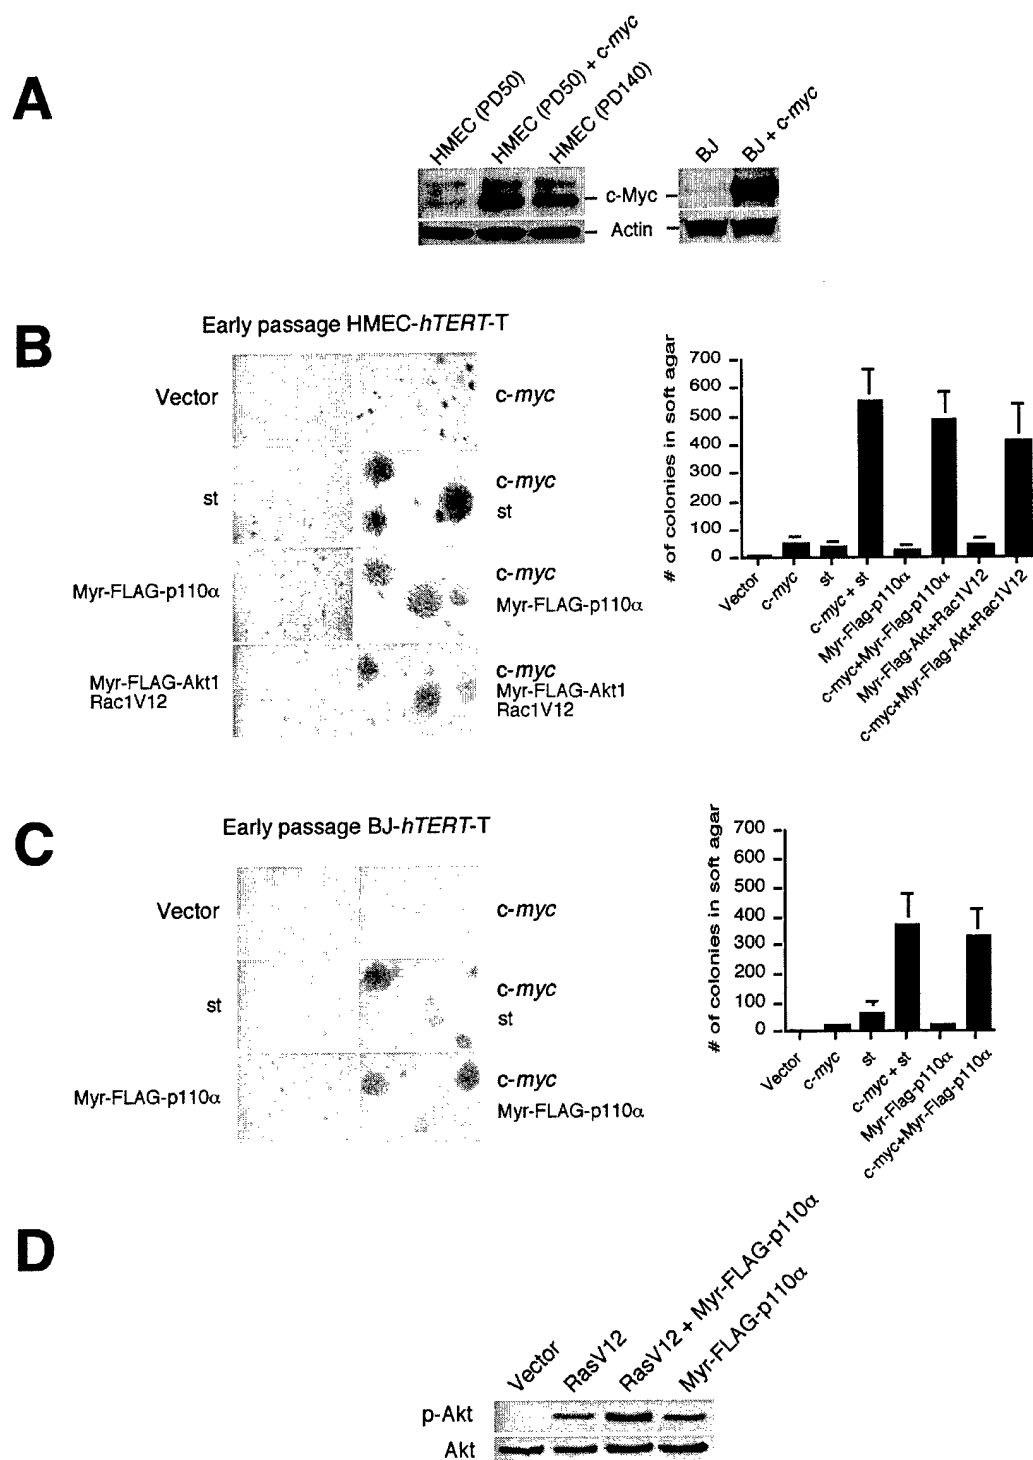 A
HMEC (PD50)
HMEC (PD50) + c-myc
HMEC (PD140)
BJ
BJ + c-myc
c-Myc
Actin
B
Early passage HMEC-hTERT-T
Vector
c-myc
st
c-myc
st
Myr-FLAG-p110α
c-myc
Myr-FLAG-p110α
Myr-FLAG-Akt1
Rac1V12
c-myc
Myr-FLAG-Akt1
Rac1V12
# of colonies in soft agar
700
600
500
400
300
200
100
0
Vector
c-myc
st
c-myc + st
Myr-Flag-p110α
c-myc+Myr-Flag-p110α
Myr-Flag-Akt+Rac1V12
c-myc+Myr-Flag-Akt+Rac1V12
C
Early passage BJ-hTERT-T
Vector
c-myc
st
c-myc
st
Myr-FLAG-p110α
c-myc
Myr-FLAG-p110α
# of colonies in soft agar
700
600
500
400
300
200
100
0
Vector
c-myc
st
c-myc + st
Myr-Flag-p110α
c-myc+Myr-Flag-p110α
D
Vector
RasV12
RasV12 + Myr-FLAG-p110α
Myr-FLAG-p110α
p-Akt
Akt